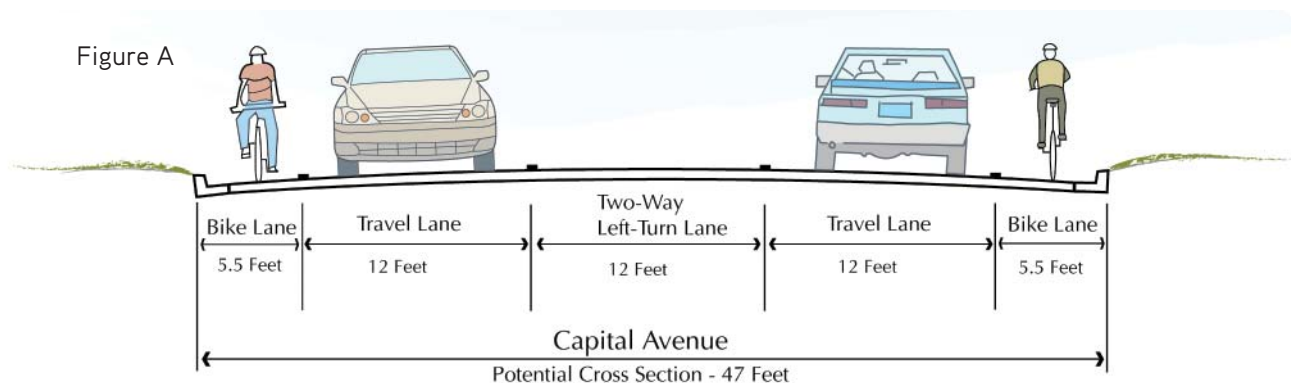 Figure A
Bike Lane
5.5 Feet
Travel Lane
12 Feet
Two-Way
Left-Turn Lane
12 Feet
Travel Lane
12 Feet
Bike Lane
5.5 Feet
Capital Avenue
Potential Cross Section - 47 Feet